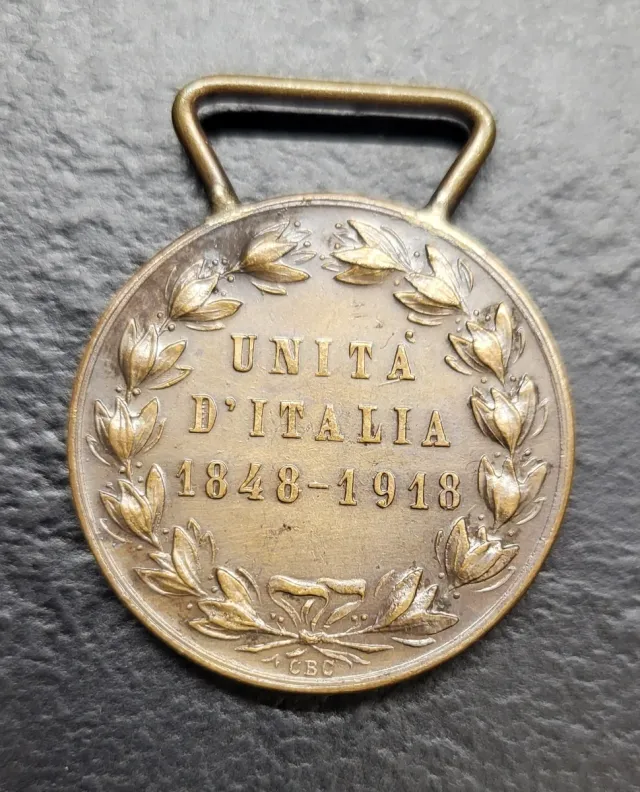 UNITÀ
D'ITALIA
1848-1918
CBC